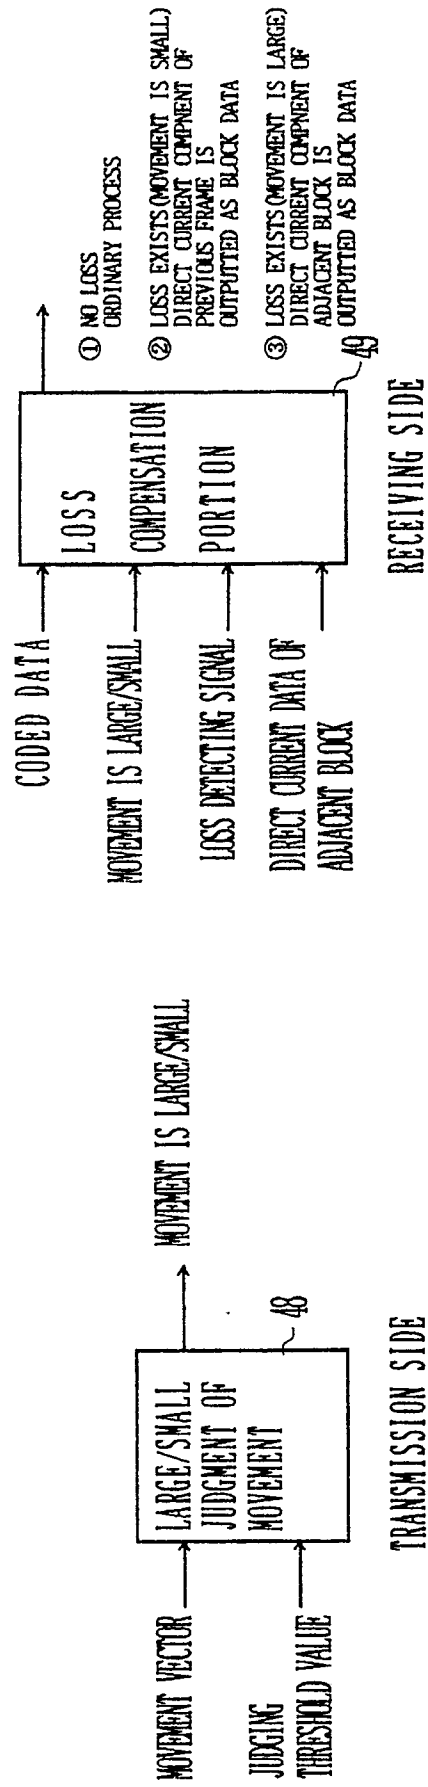 MOVEMENT VECTOR
JUDGING
THRESHOLD VALUE
LARGE/SMALL
JUDGMENT OF
MOVEMENT
48
MOVEMENT IS LARGE/SMALL
TRANSMISSION SIDE
CODED DATA
MOVEMENT IS LARGE/SMALL
LOSS DETECTING SIGNAL
DIRECT CURRENT DATA OF
ADJACENT BLOCK
LOSS
COMPENSATION
PORTION
49
① NO LOSS
ORDINARY PROCESS
② LOSS EXISTS(MOVEMENT IS SMALL)
DIRECT CURRENT COMPNENT OF
PREVIOUS FRAME IS
OUTPUTTED AS BLOCK DATA
③ LOSS EXISTS(MOVEMENT IS LARGE)
DIRECT CURRENT COMPNENT OF
ADJACENT BLOCK IS
OUTPUTTED AS BLOCK DATA
RECEIVING SIDE